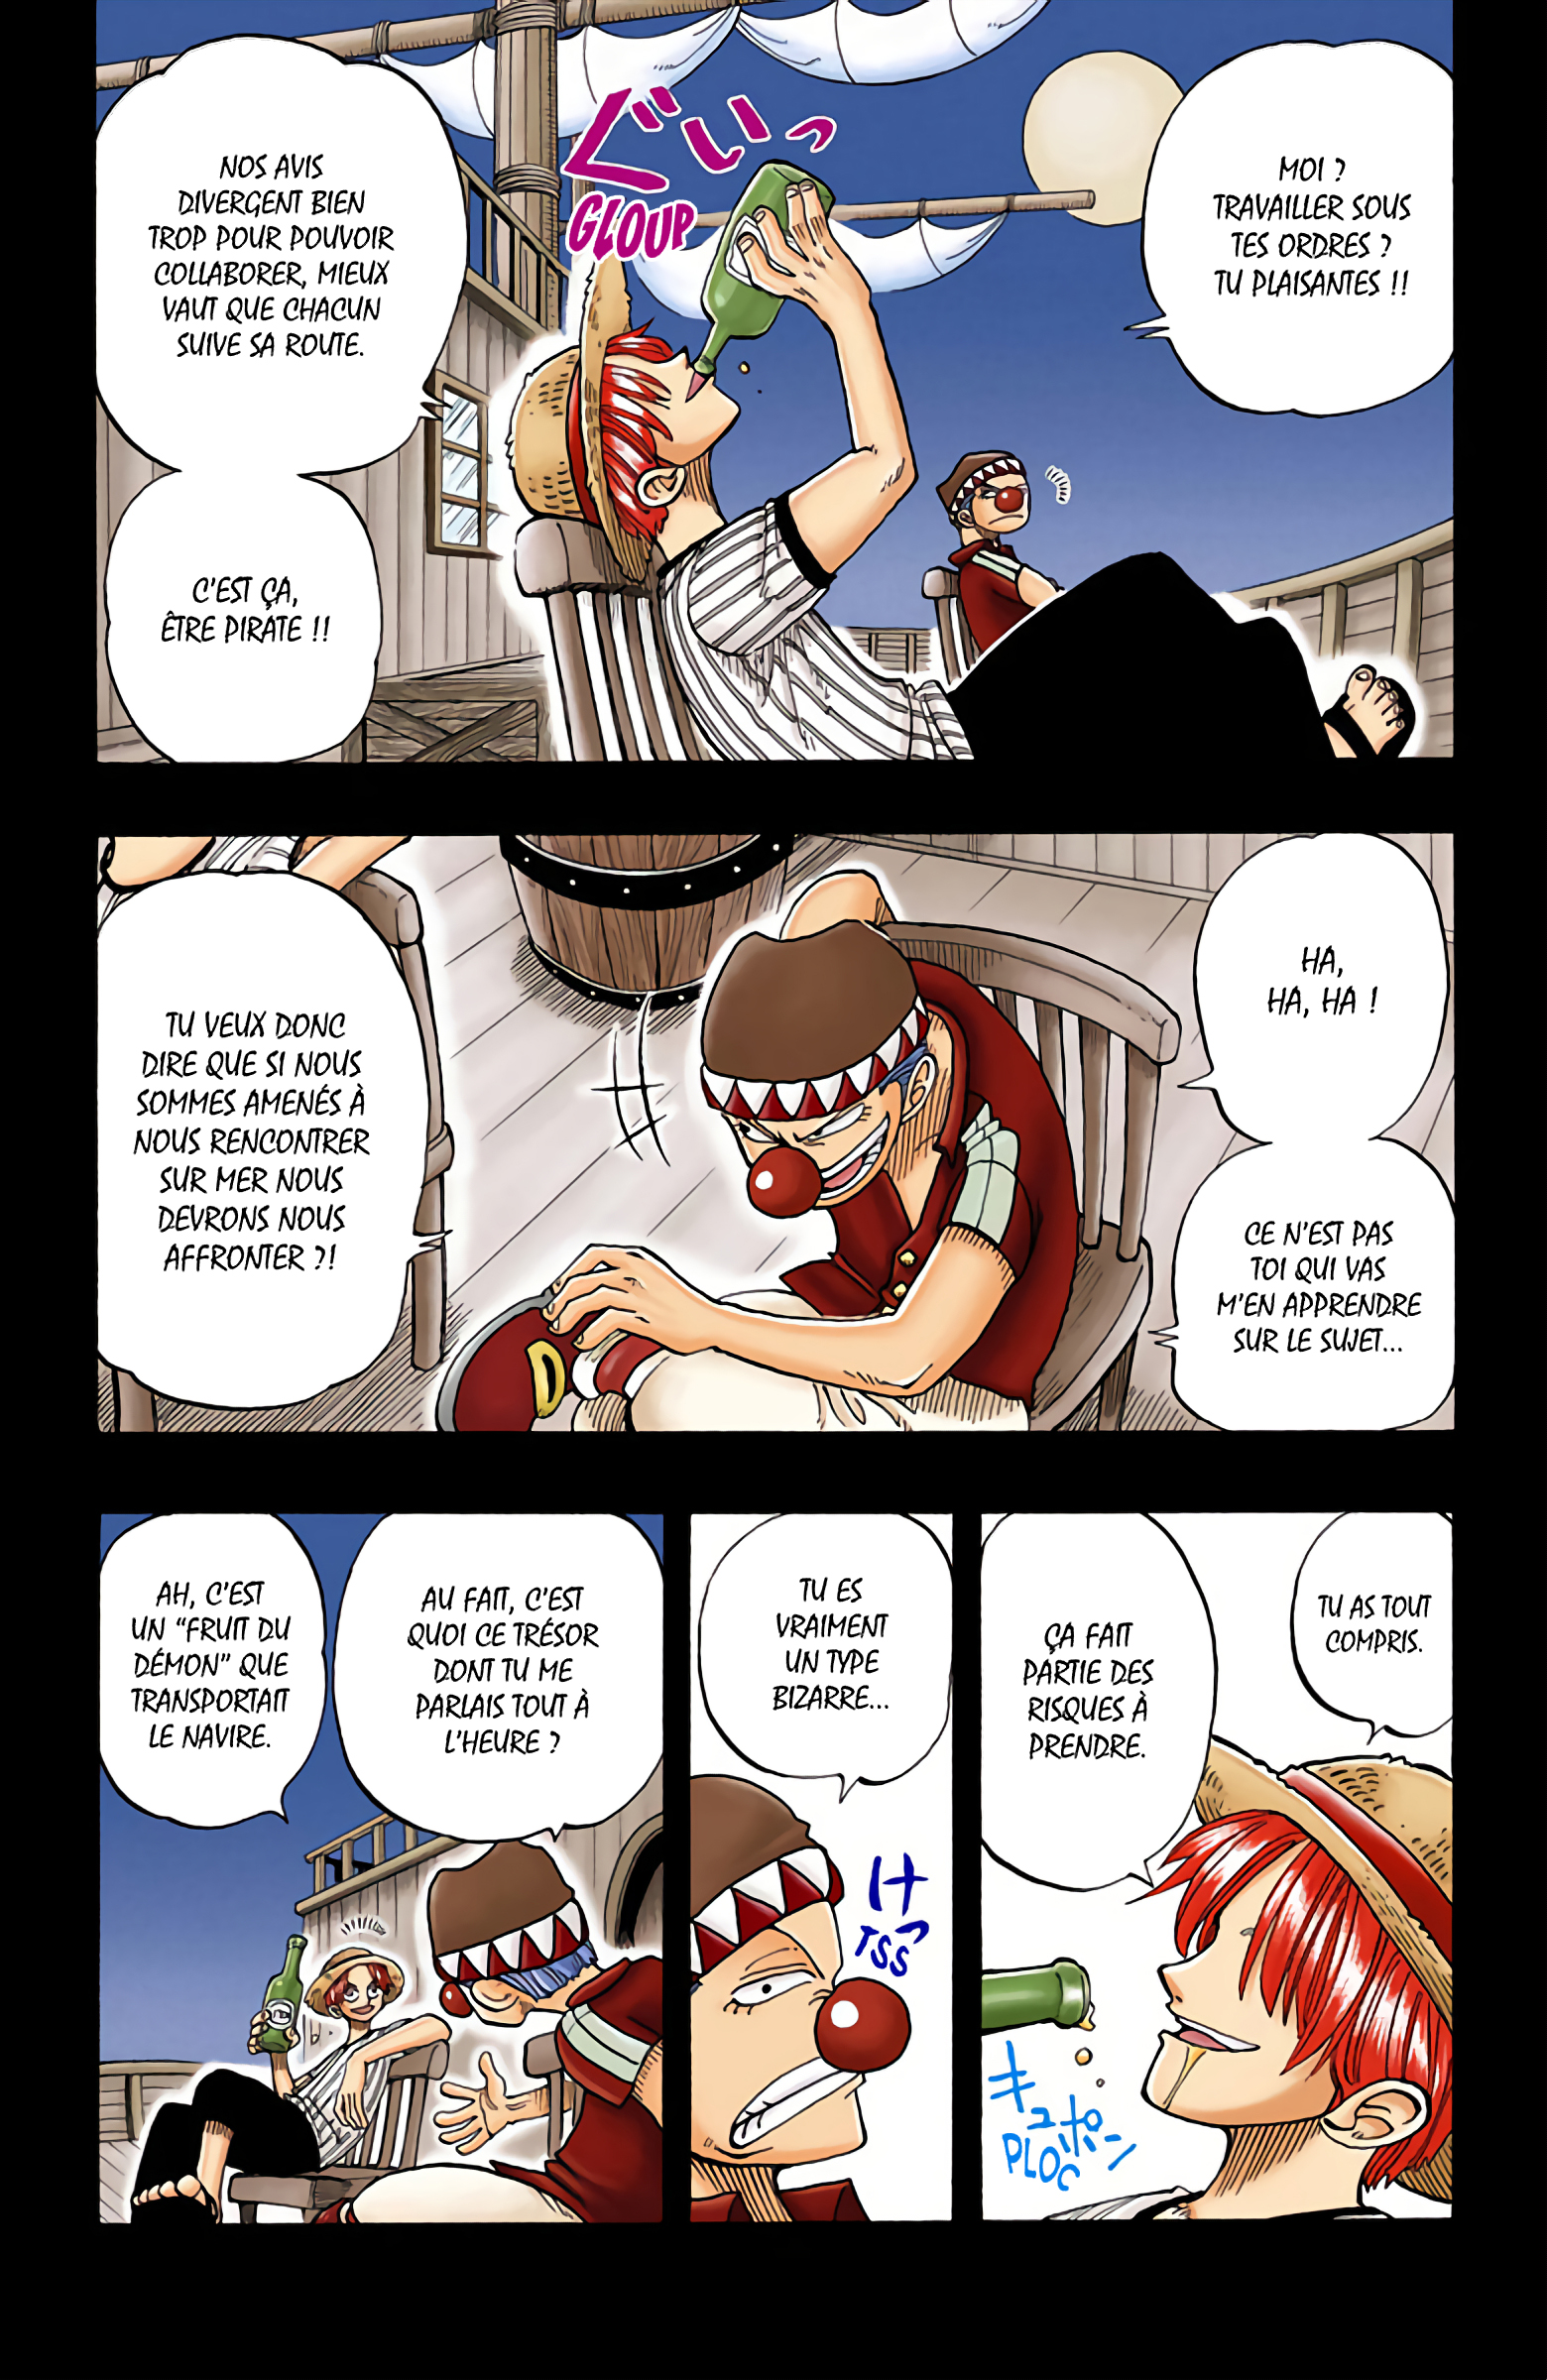 MOI ?
TRAVAILLER SOUS
TES ORDRES ?
TU PLAISANTES !!
ぐいっ
GLOUP
NOS AVIS
DIVERGENT BIEN
TROP POUR POUVOIR
COLLABORER, MIEUX
VAUT QUE CHACUN
SUIVE SA ROUTE.
C'EST ÇA,
ÊTRE PIRATE !!
HA,
HA, HA !
CE N'EST PAS
TOI QUI VAS
M'EN APPRENDRE
SUR LE SUJET...
TU VEUX DONC
DIRE QUE SI NOUS
SOMMES AMENÉS À
NOUS RENCONTRER
SUR MER NOUS
DEVRONS NOUS
AFFRONTER ?!
TU AS TOUT
COMPRIS.
ÇA FAIT
PARTIE DES
RISQUES À
PRENDRE.
キュポン
PLOC
TU ES
VRAIMENT
UN TYPE
BIZARRE...
けっ
TSS
AU FAIT, C'EST
QUOI CE TRÉSOR
DONT TU ME
PARLAIS TOUT À
L'HEURE ?
AH, C'EST
UN "FRUIT DU
DÉMON" QUE
TRANSPORTAIT
LE NAVIRE.